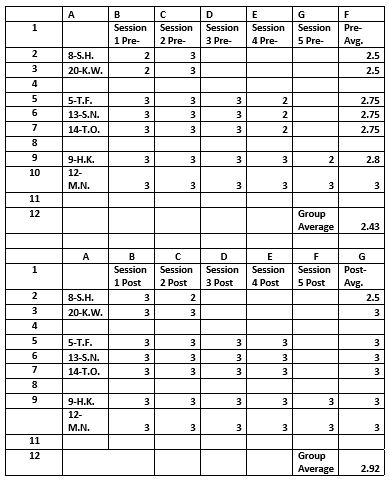 A B C D E G F
1 Session 1 Pre- Session 2 Pre- Session 3 Pre- Session 4 Pre- Session 5 Pre- Pre-Avg.
2 8-S.H. 2 3 2.5
3 20-K.W. 2 3 2.5
4
5 5-T.F. 3 3 3 2 2.75
6 13-S.N. 3 3 3 2 2.75
7 14-T.O. 3 3 3 2 2.75
8
9 9-H.K. 3 3 3 3 2 2.8
10 12-M.N. 3 3 3 3 3 3
11
12 Group Average 2.43
A B C D E F G
1 Session 1 Post Session 2 Post Session 3 Post Session 4 Post Session 5 Post Post-Avg.
2 8-S.H. 3 2 2.5
3 20-K.W. 3 3 3
4
5 5-T.F. 3 3 3 3 3
6 13-S.N. 3 3 3 3 3
7 14-T.O. 3 3 3 3 3
8
9 9-H.K. 3 3 3 3 3 3
12-M.N. 3 3 3 3 3 3
11
12 Group Average 2.92